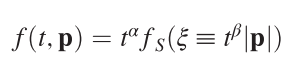 f(t, **p**) = t^α f_S(ξ ≡ t^β|**p**|)